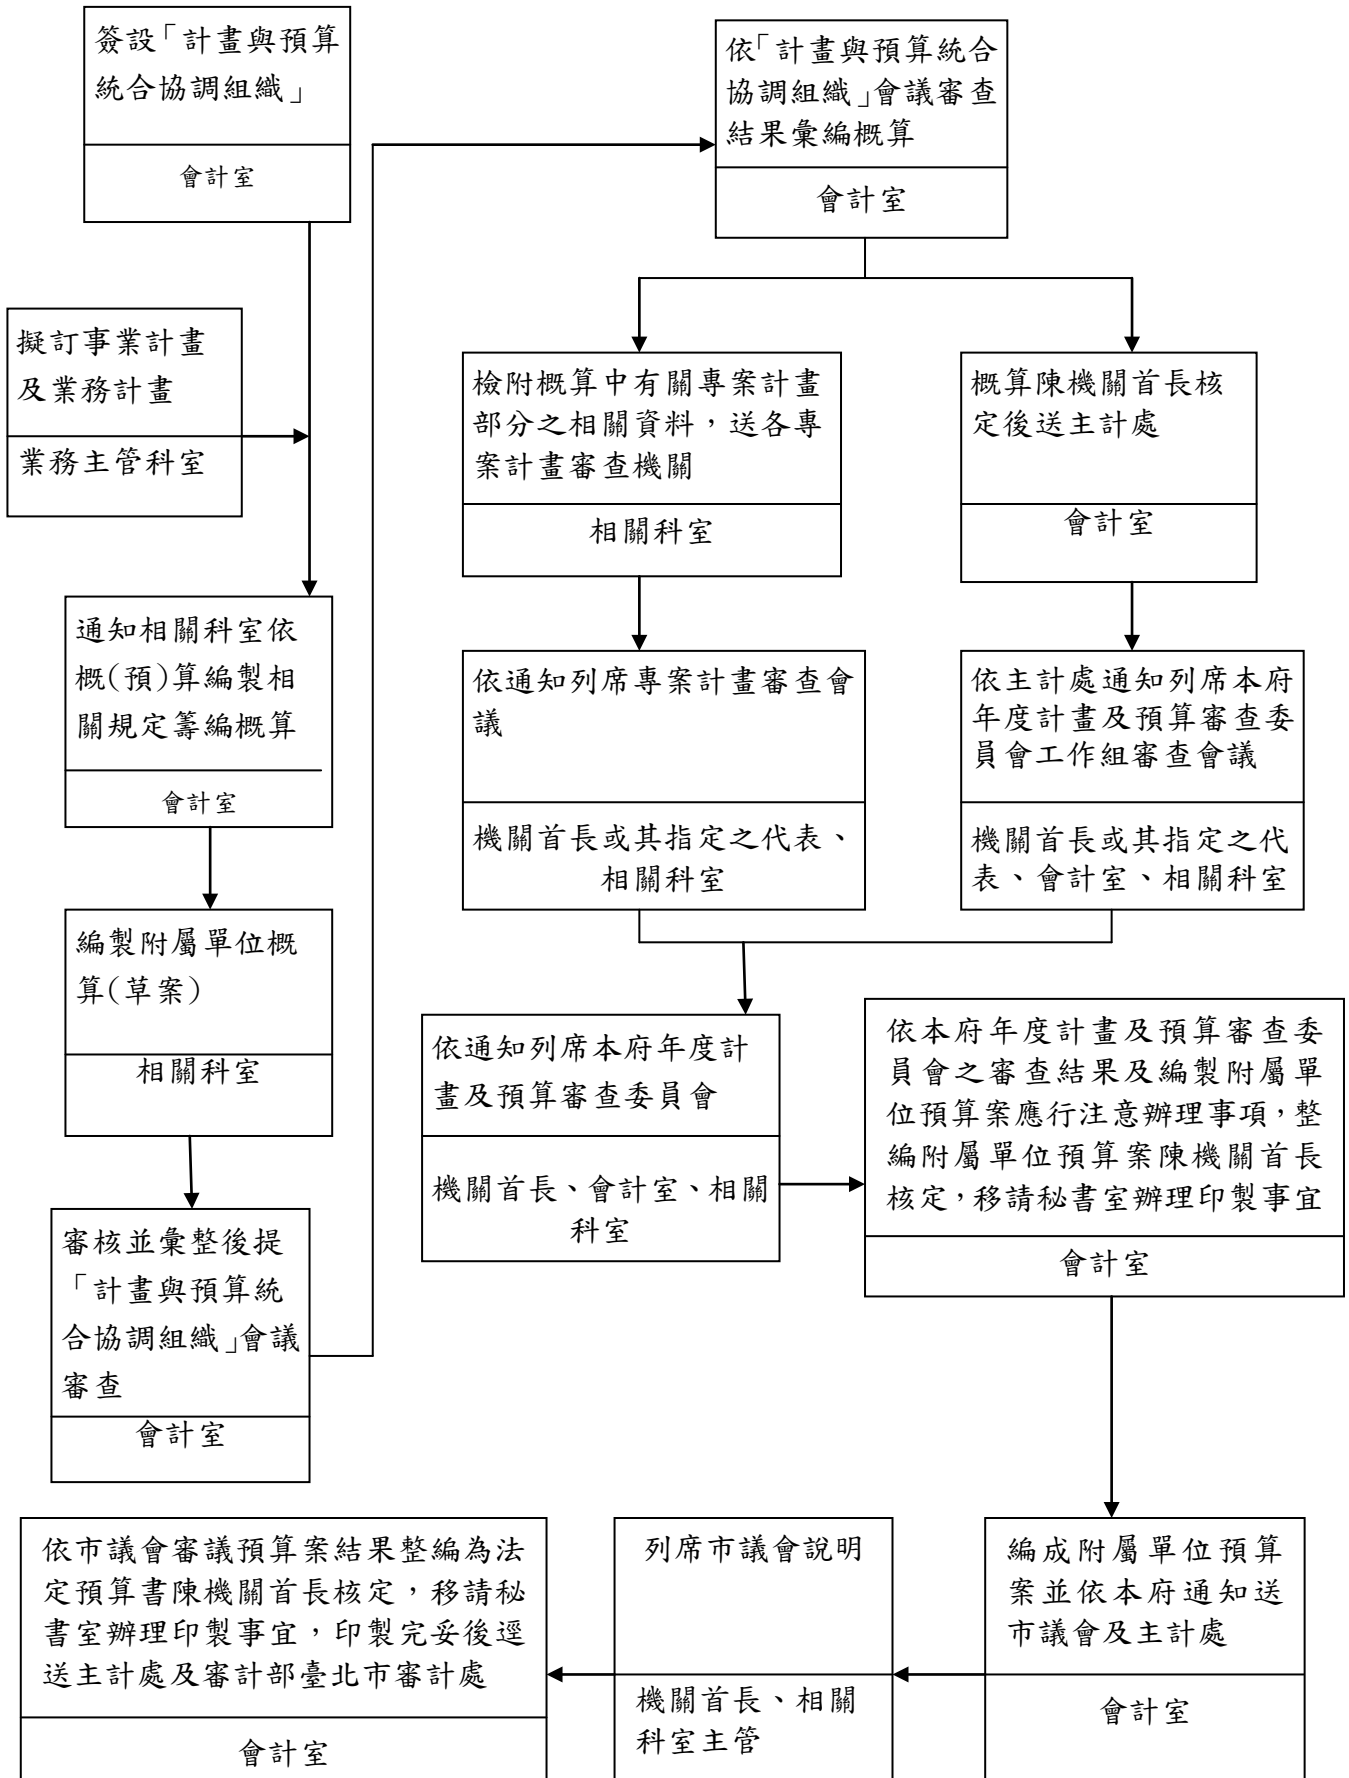 簽設「計畫與預算
統合協調組織」
會計室
擬訂事業計畫
及業務計畫
業務主管科室
通知相關科室依
概(預)算編製相
關規定籌編概算
會計室
編製附屬單位概
算(草案)
相關科室
審核並彙整後提
「計畫與預算統
合協調組織」會議
審查
會計室
依「計畫與預算統合
協調組織」會議審查
結果彙編概算
會計室
檢附概算中有關專案計畫
部分之相關資料，送各專
案計畫審查機關
相關科室
概算陳機關首長核
定後送主計處
會計室
依通知列席專案計畫審查會
議
機關首長或其指定之代表、
相關科室
依主計處通知列席本府
年度計畫及預算審查委
員會工作組審查會議
機關首長或其指定之代
表、會計室、相關科室
依通知列席本府年度計
畫及預算審查委員會
機關首長、會計室、相關
科室
依本府年度計畫及預算審查委
員會之審查結果及編製附屬單
位預算案應行注意辦理事項，整
編附屬單位預算案陳機關首長
核定，移請秘書室辦理印製事宜
會計室
編成附屬單位預算
案並依本府通知送
市議會及主計處
會計室
列席市議會說明
機關首長、相關
科室主管
依市議會審議預算案結果整編為法
定預算書陳機關首長核定，移請秘
書室辦理印製事宜，印製完妥後逕
送主計處及審計部臺北市審計處
會計室